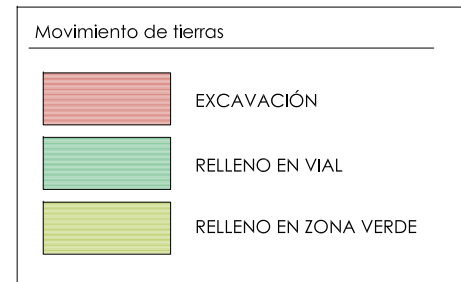 Movimiento de tierras
EXCAVACIÓN
RELLENO EN VIAL
RELLENO EN ZONA VERDE